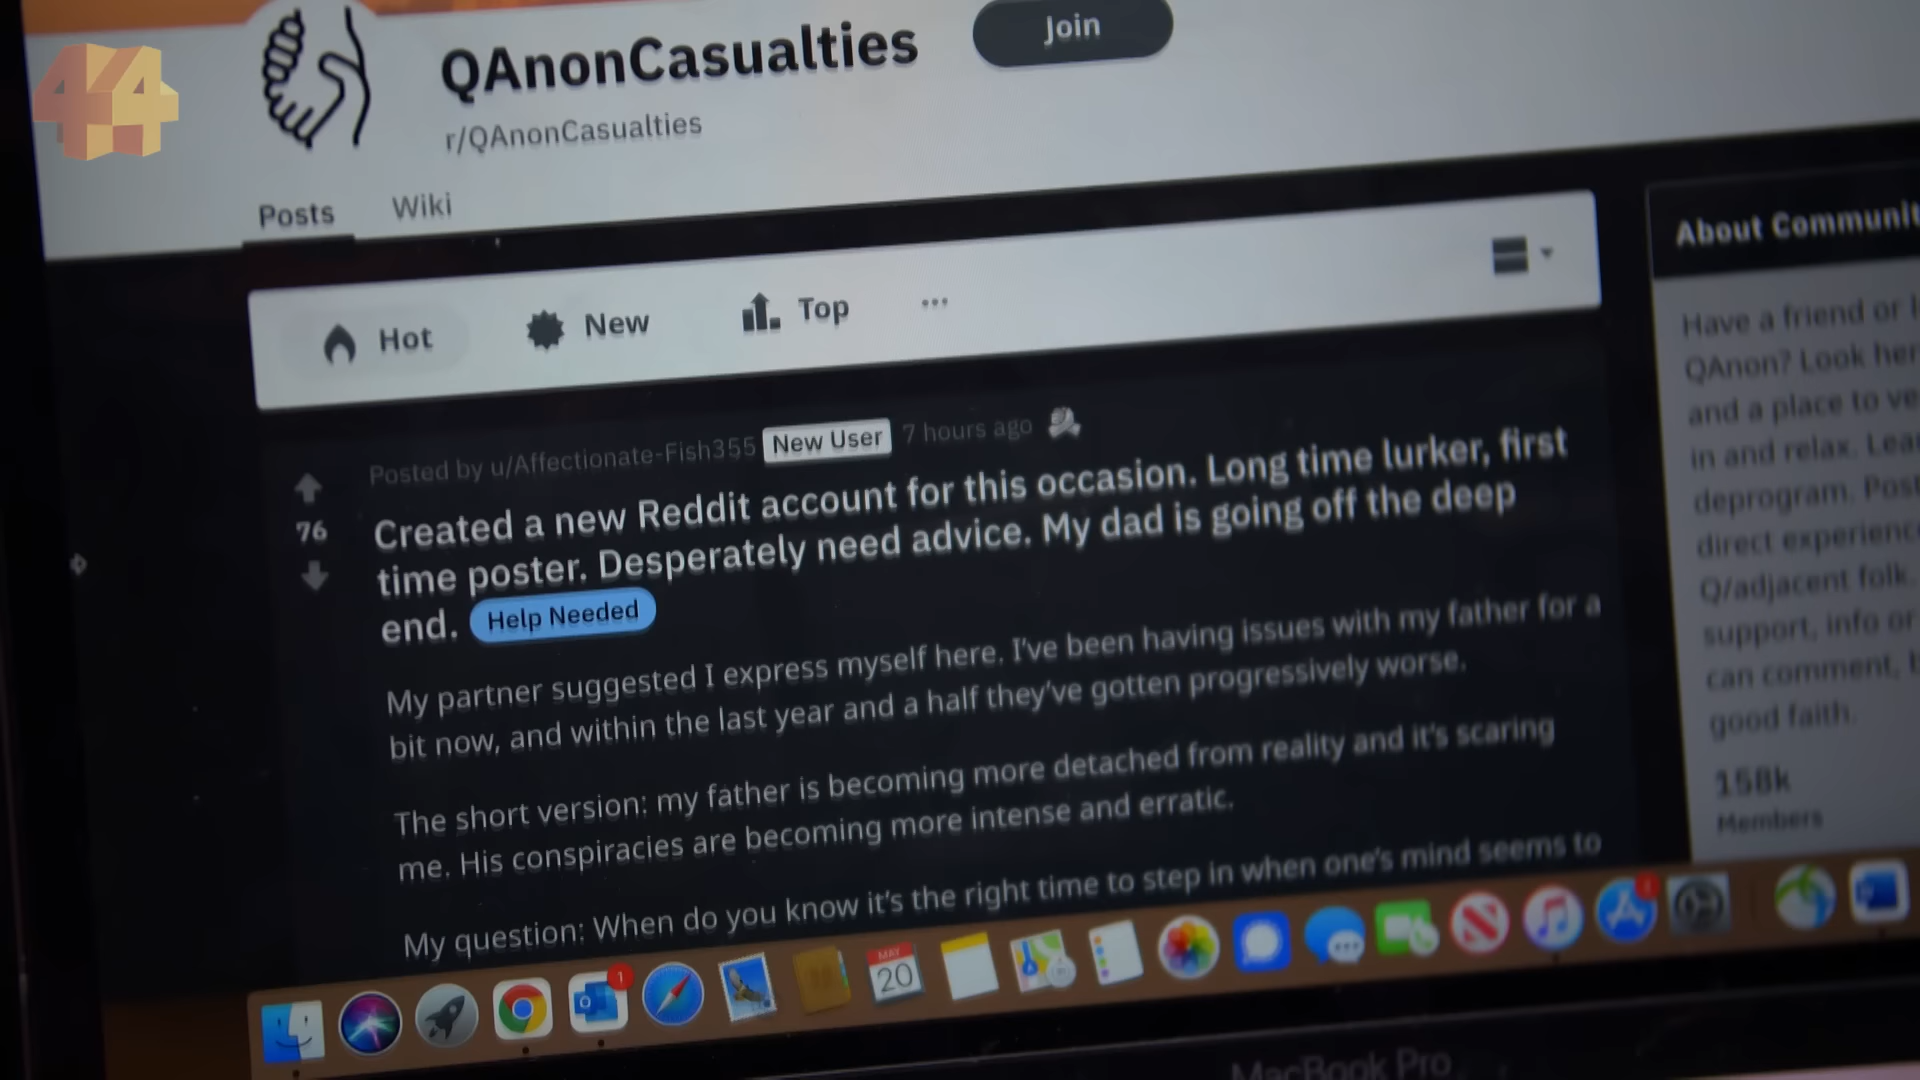 44
QAnonCasualties
Join
r/QAnonCasualties
Posts
Wiki
Hot
New
Top
...
Posted by u/Affectionate-Fish355 New User 7 hours ago
Created a new Reddit account for this occasion. Long time lurker, first
time poster. Desperately need advice. My dad is going off the deep
end. Help Needed
76
My partner suggested I express myself here. I've been having issues with my father for a
bit now, and within the last year and a half they've gotten progressively worse.
The short version: my father is becoming more detached from reality and it's scaring
me. His conspiracies are becoming more intense and erratic.
My question: When do you know it's the right time to step in when one's mind seems to
About Communit
Have a friend or l
QAnon? Look her
and a place to ve
in and relax. Lea
deprogram. Post
direct experienc
Q/adjacent folk.
support, info or
can comment, b
good faith.
158k
Members
1
MAY
20
1
MacBook Pro